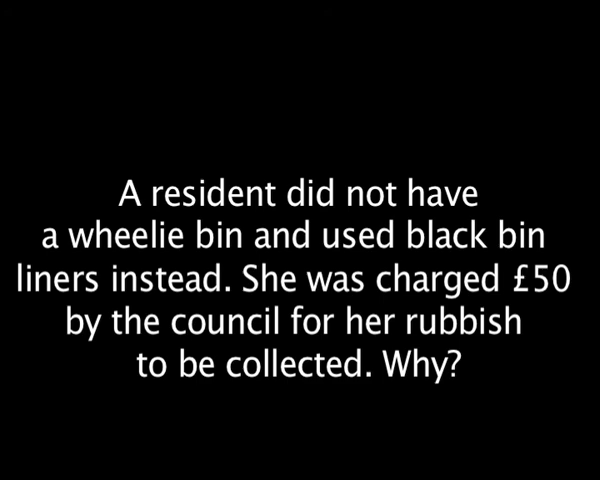 A resident did not have
a wheelie bin and used black bin
liners instead. She was charged £50
by the council for her rubbish
to be collected. Why?